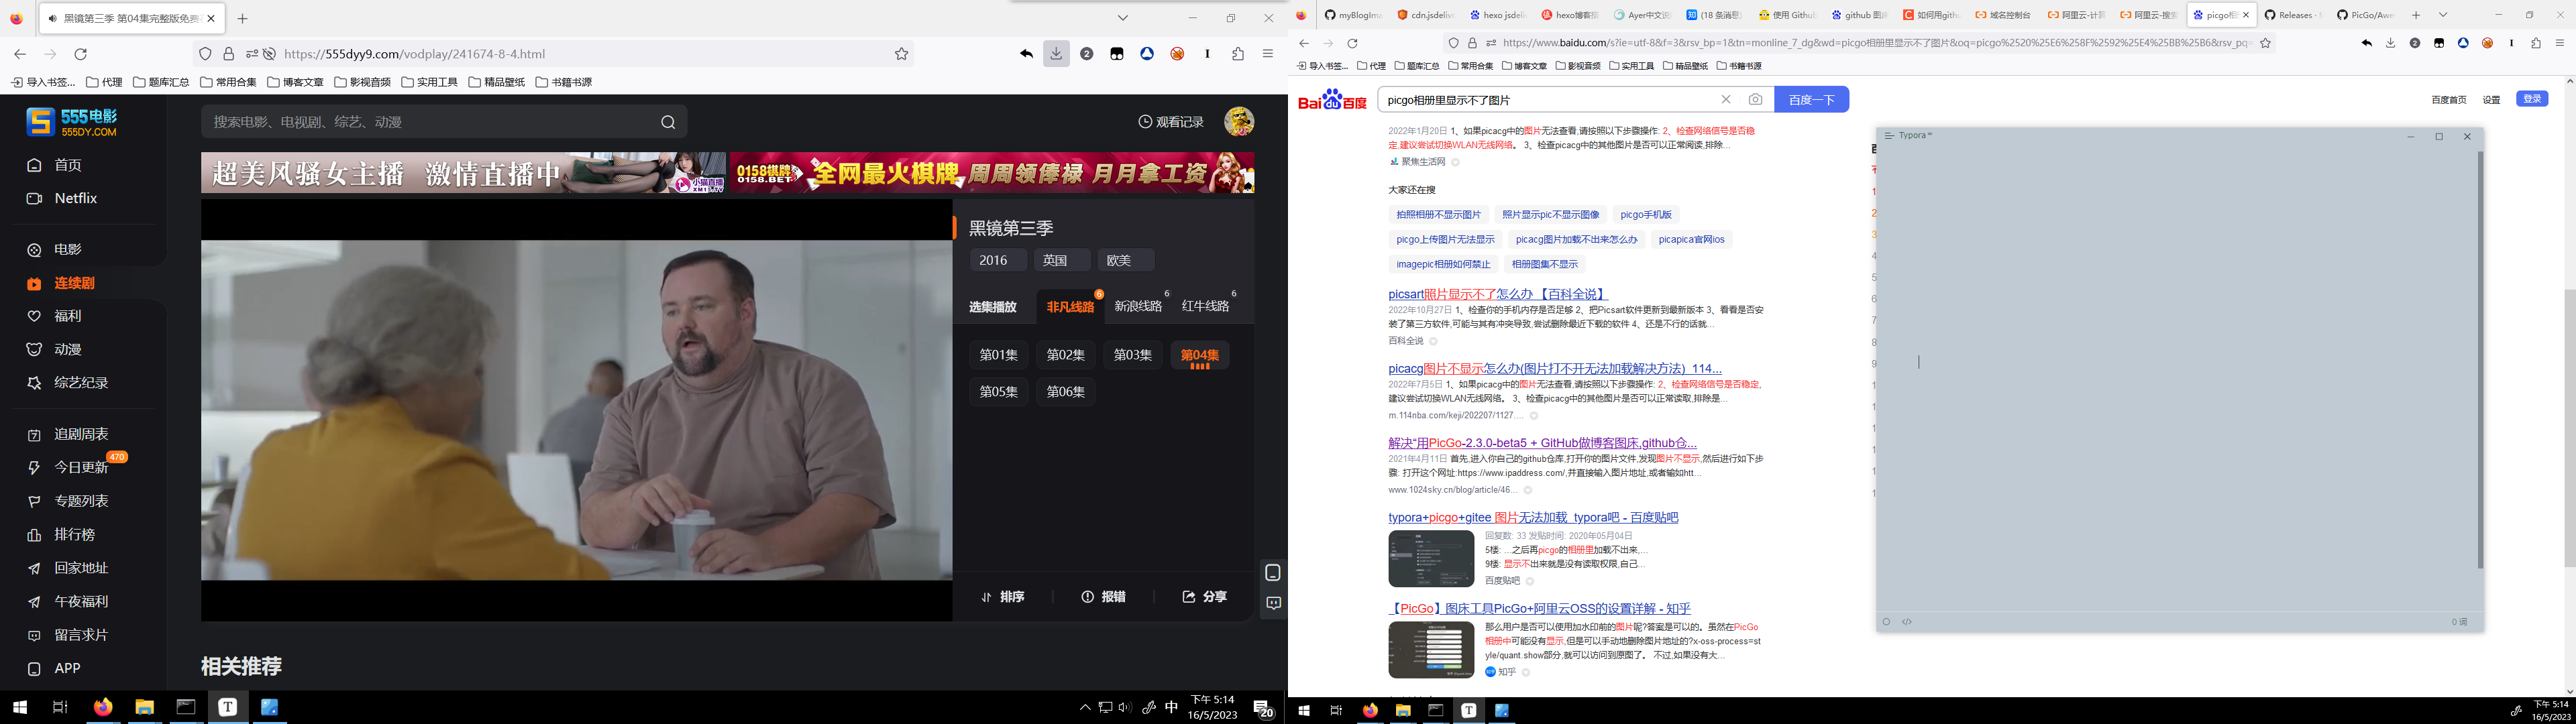 黑镜第三季 第04集完整版免费
https://555dyy9.com/vodplay/241674-8-4.html
2
导入书签... 代理 题库汇总 常用合集 博客文章 影视音频 实用工具 精品壁纸 书籍书源
555电影
555DY.COM
搜索电影、电视剧、综艺、动漫
观看记录
首页
Netflix
电影
连续剧
福利
动漫
综艺纪录
追剧周表
今日更新 470
专题列表
排行榜
回家地址
午夜福利
留言求片
APP
超美风骚女主播 激情直播中
小猫直播
0158棋牌
0158.BET
全网最火棋牌 周周领俸禄 月月拿工资
黑镜第三季
2016 英国 欧美
选集播放 非凡线路 6 新浪线路 6 红牛线路 6
第01集 第02集 第03集 第04集
第05集 第06集
排序 报错 分享
相关推荐
中 下午 5:14
16/5/2023
20
myBlogIma cdn.jsdeliv hexo jsdeli hexo博客搭 Ayer中文说 (18 条消息) 使用 Github github 图床 如何用gith 域名控制台 阿里云-计算 阿里云-搜索 picgo相册 Releases · PicGo/Awe
https://www.baidu.com/s?ie=utf-8&f=3&rsv_bp=1&tn=monline_7_dg&wd=picgo相册里显示不了图片&oq=picgo%2520%25E6%258F%2592%25E4%25BB%25B6&rsv_pq=
2
导入书签... 代理 题库汇总 常用合集 博客文章 影视音频 实用工具 精品壁纸 书籍书源
Bai百度
picgo相册里显示不了图片
百度一下
百度首页 设置 登录
2022年1月20日 1、如果picacg中的图片无法查看,请按照以下步骤操作: 2、检查网络信号是否稳
定,建议尝试切换WLAN无线网络。 3、检查picacg中的其他图片是否可以正常阅读,排除...
聚焦生活网
大家还在搜
拍照相册不显示图片 照片显示pic不显示图像 picgo手机版
picgo上传图片无法显示 picacg图片加载不出来怎么办 picapica官网ios
imagepic相册如何禁止 相册图集不显示
picsart照片显示不了怎么办 【百科全说】
2022年10月27日 1、检查你的手机内存是否足够 2、把Picsart软件更新到最新版本 3、看看是否安
装了第三方软件,可能与其有冲突导致,尝试删除最近下载的软件 4、还是不行的话就...
百科全说
picacg图片不显示怎么办(图片打不开无法加载解决方法)_114...
2022年7月5日 1、如果picacg中的图片无法查看,请按照以下步骤操作: 2、检查网络信号是否稳定,
建议尝试切换WLAN无线网络。 3、检查picacg中的其他图片是否可以正常读取,排除是...
m.114nba.com/keji/202207/1127....
解决“用PicGo-2.3.0-beta5 + GitHub做博客图床,github仓...
2021年4月11日 首先,进入你自己的github仓库,打开你的图片文件,发现图片不显示,然后进行如下步
骤: 打开这个网址:https://www.ipaddress.com/,并直接输入图片地址,或者输如htt...
www.1024sky.cn/blog/article/46...
typora+picgo+gitee 图片无法加载_typora吧 - 百度贴吧
回复数: 33 发贴时间: 2020年05月04日
5楼: ...之后再picgo的相册里加载不出来,...
9楼: 显示不出来就是没有读取权限,自己...
百度贴吧
【PicGo】图床工具PicGo+阿里云OSS的设置详解 - 知乎
那么用户是否可以使用加水印前的图片呢?答案是可以的。虽然在PicGo
相册中可能没有显示,但是可以手动地删除图片地址的?x-oss-process=st
yle/quant.show部分,就可以访问到原图了。 不过,如果没有大...
知乎
Typora
0 词
下午 5:14
16/5/2023